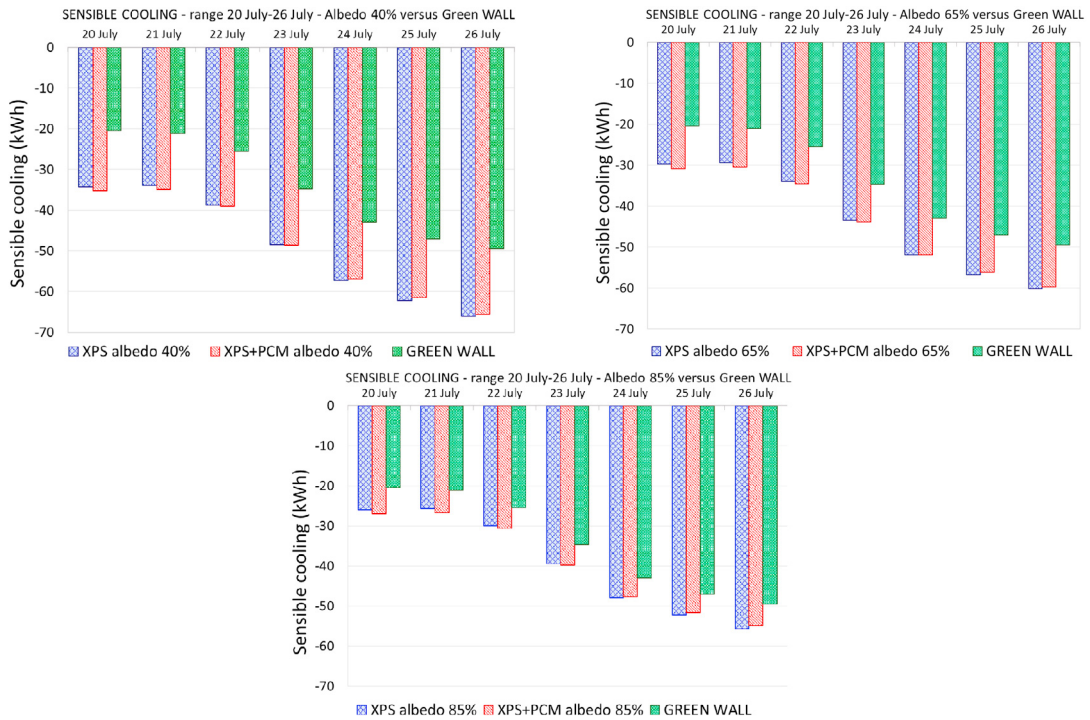 SENSIBLE COOLING - range 20 July-26 July - Albedo 40% versus Green WALL
20 July 21 July 22 July 23 July 24 July 25 July 26 July
0
-10
-20
-30
-40
-50
-60
-70
Sensible cooling (kWh)
XPS albedo 40% XPS+PCM albedo 40% GREEN WALL
SENSIBLE COOLING - range 20 July-26 July - Albedo 65% versus Green WALL
20 July 21 July 22 July 23 July 24 July 25 July 26 July
0
-10
-20
-30
-40
-50
-60
-70
Sensible cooling (kWh)
XPS albedo 65% XPS+PCM albedo 65% GREEN WALL
SENSIBLE COOLING - range 20 July-26 July - Albedo 85% versus Green WALL
20 July 21 July 22 July 23 July 24 July 25 July 26 July
0
-10
-20
-30
-40
-50
-60
-70
Sensible cooling (kWh)
XPS albedo 85% XPS+PCM albedo 85% GREEN WALL